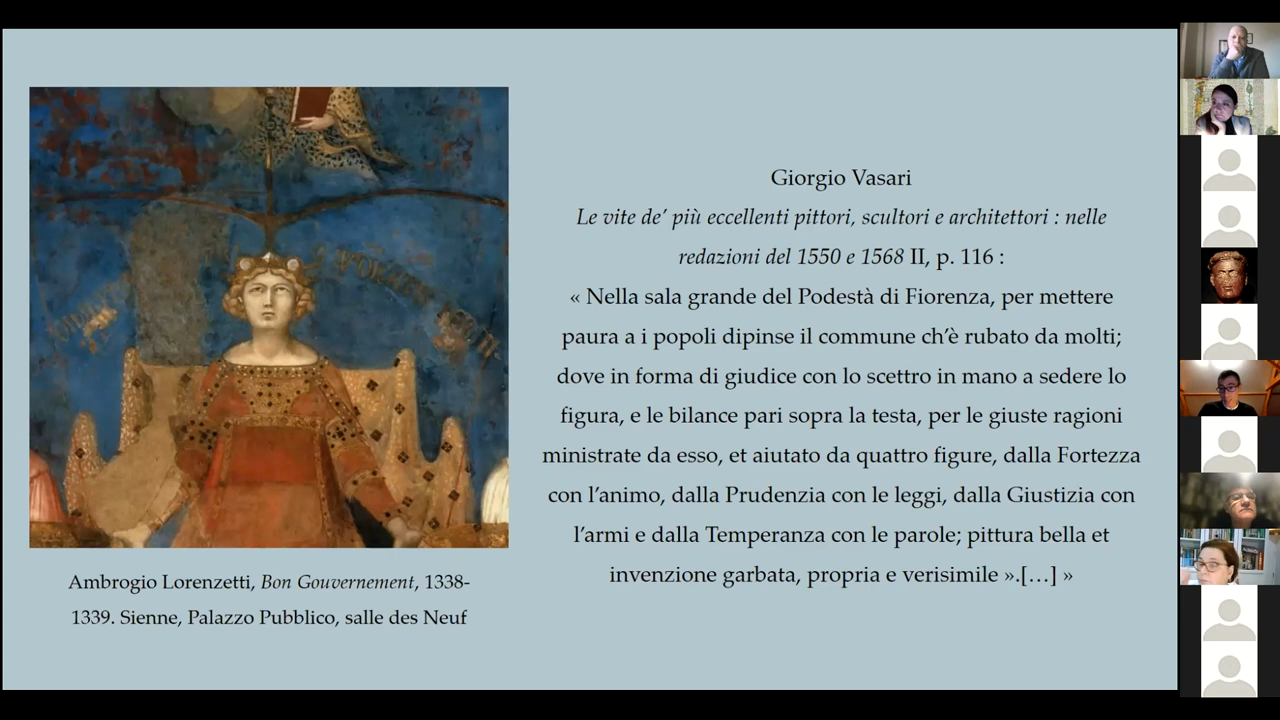 Giorgio Vasari
Le vite de’ più eccellenti pittori, scultori e architettori : nelle
redazioni del 1550 e 1568 II, p. 116 :
« Nella sala grande del Podestà di Fiorenza, per mettere
paura a i popoli dipinse il commune ch’è rubato da molti;
dove in forma di giudice con lo scettro in mano a sedere lo
figura, e le bilance pari sopra la testa, per le giuste ragioni
ministrate da esso, et aiutato da quattro figure, dalla Fortezza
con l’animo, dalla Prudenzia con le leggi, dalla Giustizia con
l’armi e dalla Temperanza con le parole; pittura bella et
invenzione garbata, propria e verisimile ».[…] »
Ambrogio Lorenzetti, Bon Gouvernement, 1338-
1339. Sienne, Palazzo Pubblico, salle des Neuf